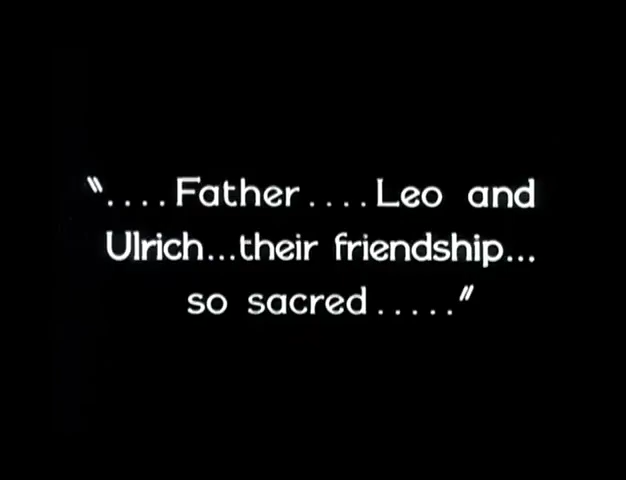 "....Father....Leo and
Ulrich...their friendship...
so sacred....."